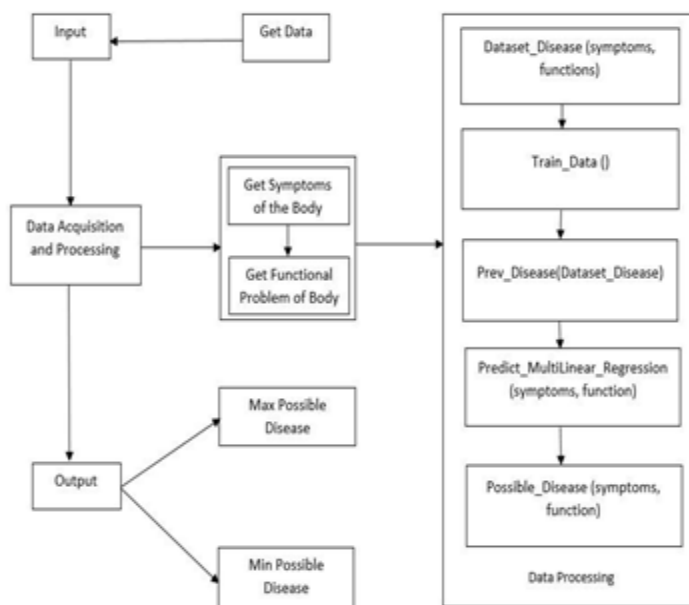 Input
Get Data
Data Acquisition
and Processing
Get Symptoms
of the Body
Get Functional
Problem of Body
Output
Max Possible
Disease
Min Possible
Disease
Dataset_Disease (symptoms,
functions)
Train_Data ()
Prev_Disease(Dataset_Disease)
Predict_MultiLinear_Regression
(symptoms, function)
Possible_Disease (symptoms,
function)
Data Processing